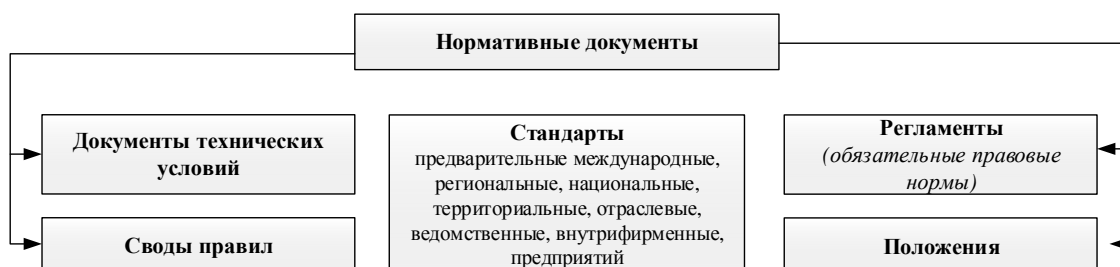 Нормативные документы
Документы технических
условий
Стандарты
предварительные международные,
региональные, национальные,
территориальные, отраслевые,
ведомственные, внутрифирменные,
предприятий
Регламенты
(обязательные правовые
нормы)
Своды правил
Положения